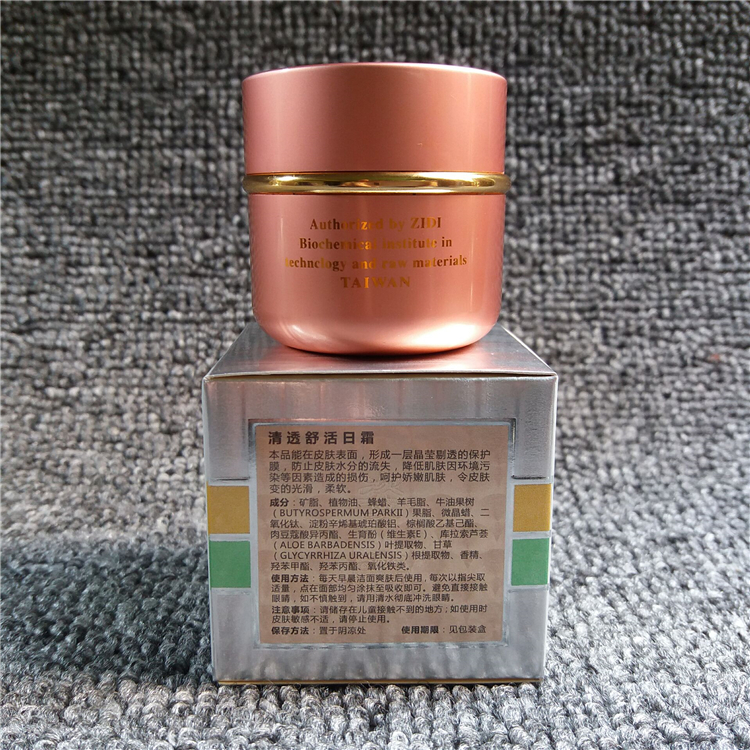 Authorized by ZIDI
Biochemical institute in
technology and raw materials
TAIWAN
清透舒活日霜
本品能在皮肤表面，形成一层晶莹剔透的保护
膜，防止皮肤水分的流失，降低肌肤因环境污
染等因素造成的损伤，呵护娇嫩肌肤，令皮肤
变的光滑，柔软。
成分：矿脂、植物油、蜂蜡、羊毛脂、牛油果树
(BUTYROSPERMUM PARKII）果脂、微晶蜡、二
氧化钛、淀粉辛烯基琥珀酸铝、棕榈酸乙基己酯、
肉豆蔻酸异丙酯、生育酚（维生素E）、库拉索芦荟
(ALOE BARBADENSIS) 叶提取物、甘草
(GLYCYRRHIZA URALENSIS) 根提取物、香精、
羟苯甲酯、羟苯丙酯、氧化铁类。
使用方法：每天早晨洁面爽肤后使用，每次以指尖取
适量，点在面部均匀涂抹至吸收即可。避免直接接触
眼睛，如不慎触到，请用清水彻底冲洗眼睛。
注意事项：请储存在儿童接触不到的地方；如使用时
皮肤敏感不适，请停止使用。
保存方法：置于阴凉处 使用期限：见包装盒